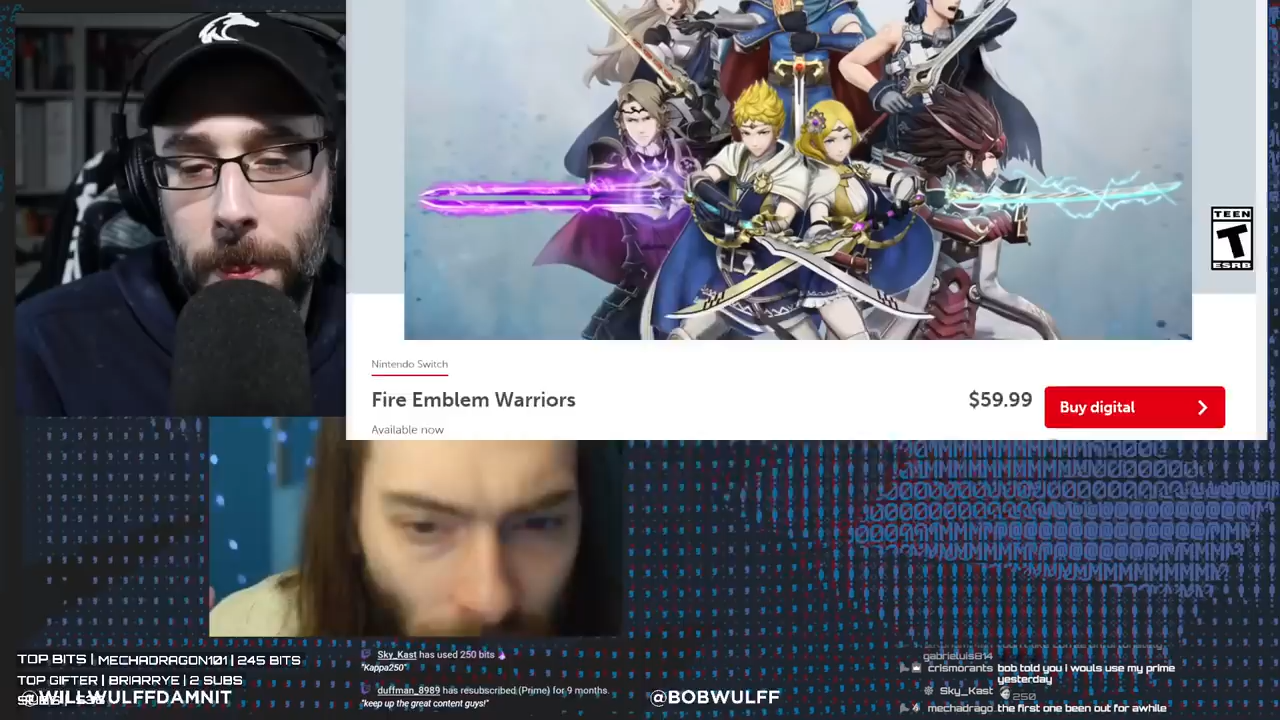 TEEN
T
ESRB
Nintendo Switch
Fire Emblem Warriors
$59.99
Buy digital
Available now
TOP BITS | MECHADRAGON101 | 245 BITS
TOP GIFTER | BRIARRYE | 2 SUBS
@WILLWULFFDAMNIT
Sky_Kast has used 250 bits
"Kappa250"
duffman_8989 has resubscribed (Prime) for 9 months.
"keep up the great content guys!"
@BOBWULFF
gabrieluis814
crismorants bob told you i wouls use my prime
yesterday
Sky_Kast 250
mechadrago the first one been out for awhile